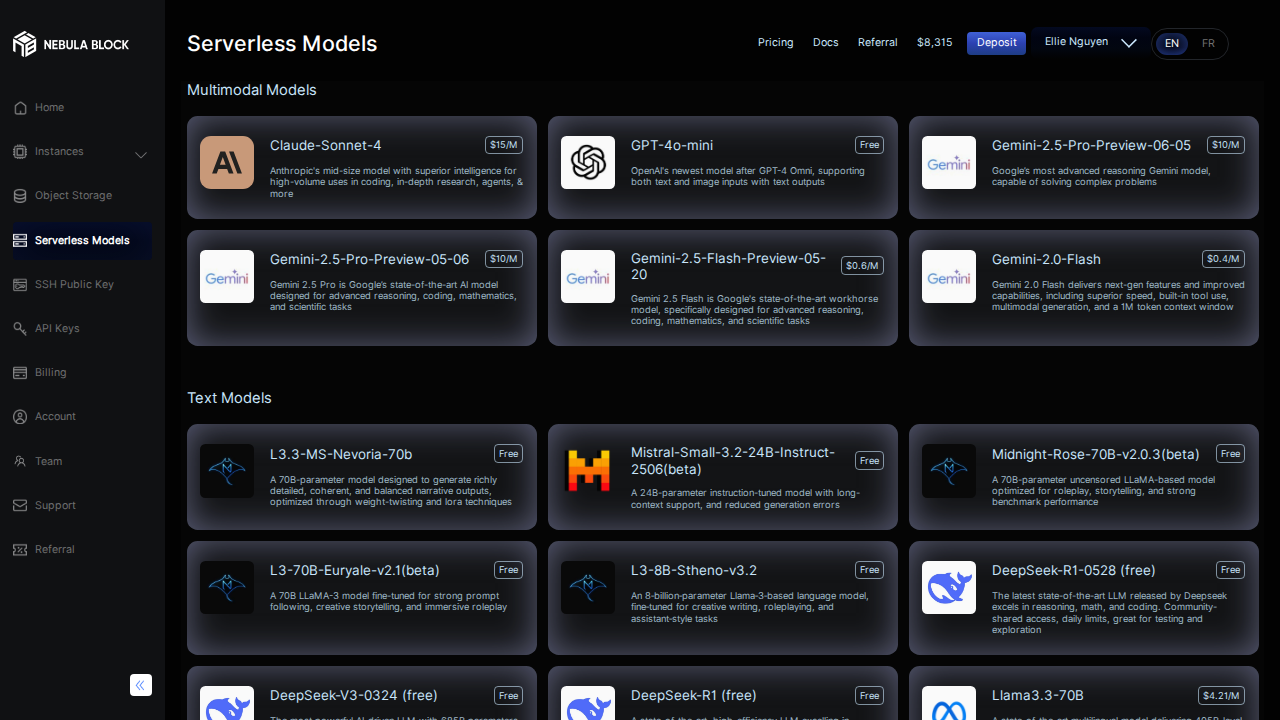 NEBULA BLOCK
Serverless Models
Pricing
Docs
Referral
$8,315
Deposit
Ellie Nguyen
EN
FR
Home
Instances
Object Storage
Serverless Models
SSH Public Key
API Keys
Billing
Account
Team
Support
Referral
Multimodal Models
Claude-Sonnet-4
$15/M
Anthropic's mid-size model with superior intelligence for
high-volume uses in coding, in-depth research, agents, &
more
GPT-4o-mini
Free
OpenAI's newest model after GPT-4 Omni, supporting
both text and image inputs with text outputs
Gemini
Gemini-2.5-Pro-Preview-06-05
$10/M
Google's most advanced reasoning Gemini model,
capable of solving complex problems
Gemini
Gemini-2.5-Pro-Preview-05-06
$10/M
Gemini 2.5 Pro is Google's state-of-the-art AI model
designed for advanced reasoning, coding, mathematics,
and scientific tasks
Gemini
Gemini-2.5-Flash-Preview-05-
20
$0.6/M
Gemini 2.5 Flash is Google's state-of-the-art workhorse
model, specifically designed for advanced reasoning,
coding, mathematics, and scientific tasks
Gemini
Gemini-2.0-Flash
$0.4/M
Gemini 2.0 Flash delivers next-gen features and improved
capabilities, including superior speed, built-in tool use,
multimodal generation, and a 1M token context window
Text Models
L3.3-MS-Nevoria-70b
Free
A 70B-parameter model designed to generate richly
detailed, coherent, and balanced narrative outputs,
optimized through weight-twisting and lora techniques
Mistral-Small-3.2-24B-Instruct-
2506(beta)
Free
A 24B-parameter instruction-tuned model with long-
context support, and reduced generation errors
Midnight-Rose-70B-v2.0.3(beta)
Free
A 70B-parameter uncensored LLaMA-based model
optimized for roleplay, storytelling, and strong
benchmark performance
L3-70B-Euryale-v2.1(beta)
Free
A 70B LLaMA-3 model fine-tuned for strong prompt
following, creative storytelling, and immersive roleplay
L3-8B-Stheno-v3.2
Free
An 8-billion-parameter Llama-3-based language model,
fine-tuned for creative writing, roleplaying, and
assistant-style tasks
DeepSeek-R1-0528 (free)
Free
The latest state-of-the-art LLM released by Deepseek
excels in reasoning, math, and coding. Community-
shared access, daily limits, great for testing and
exploration
DeepSeek-V3-0324 (free)
Free
DeepSeek-R1 (free)
Free
Llama3.3-70B
$4.21/M